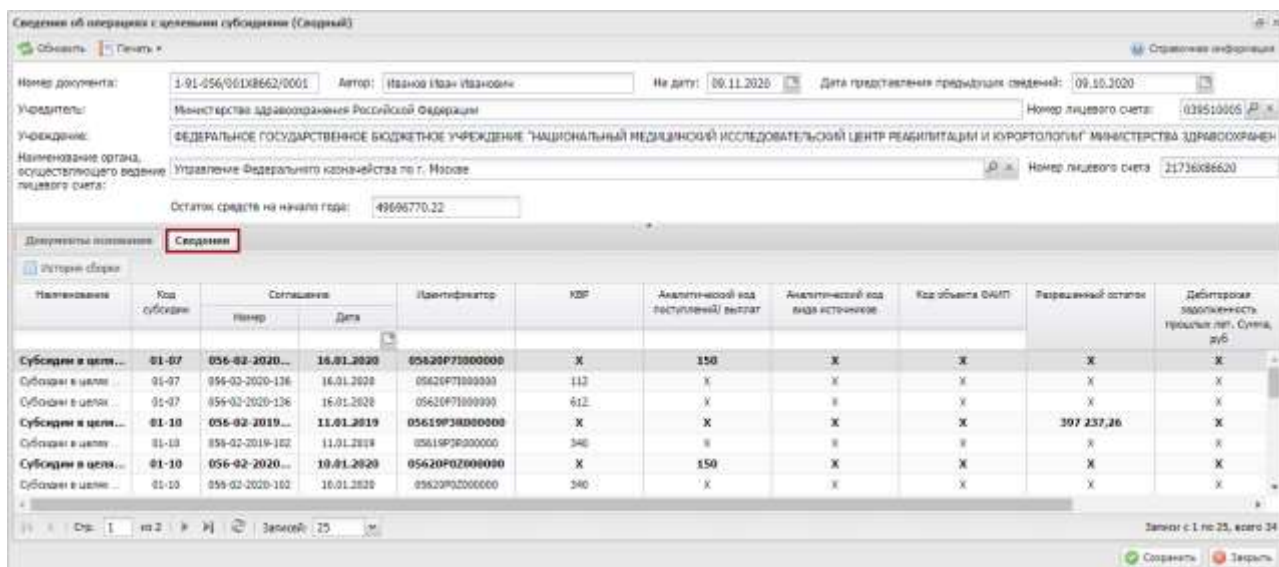 Сведения об операциях с целевыми субсидиями (Сводный)
Обновить Печать Справочная информация
Номер документа: 1-91-056/001X8662/0001 Автор: Иванов Иван Иванович На дату: 09.11.2020 Дата представления предыдущих сведений: 09.10.2020
Учредитель: Министерство здравоохранения Российской Федерации Номер лицевого счета: 039510005
Учреждение: ФЕДЕРАЛЬНОЕ ГОСУДАРСТВЕННОЕ БЮДЖЕТНОЕ УЧРЕЖДЕНИЕ "НАЦИОНАЛЬНЫЙ МЕДИЦИНСКИЙ ИССЛЕДОВАТЕЛЬСКИЙ ЦЕНТР РЕАБИЛИТАЦИИ И КУРОРТОЛОГИИ" МИНИСТЕРСТВА ЗДРАВООХРАНЕН
Наименование органа,
осуществляющего ведение Управление Федерального казначейства по г. Москве Номер лицевого счета 21736X86620
лицевого счета:
Остаток средств на начало года: 49696770.22
Документы основания Сведения
История сборки
Наименование Код субсидии Соглашение Идентификатор КВР Аналитический код поступлений/ выплат Аналитический код вида источников Код объекта ФАИП Разрешенный остаток Дебиторская задолженность прошлых лет. Сумма, руб
Номер Дата
Субсидии в целя... 01-07 056-02-2020... 16.01.2020 05620P7I000000 X 150 X X X X
Субсидии в целях ... 01-07 056-02-2020-136 16.01.2020 05620P7I000000 112 X X X X X
Субсидии в целях ... 01-07 056-02-2020-136 16.01.2020 05620P7I000000 612 X X X X X
Субсидии в целя... 01-10 056-02-2019... 11.01.2019 05619P3R000000 X X X X 397 237,26 X
Субсидии в целях ... 01-10 056-02-2019-102 11.01.2019 05619P3R000000 340 X X X X X
Субсидии в целя... 01-10 056-02-2020... 10.01.2020 05620P0Z000000 X 150 X X X X
Субсидии в целях ... 01-10 056-02-2020-102 10.01.2020 05620P0Z000000 340 X X X X X
Стр. 1 из 2 Записей: 25 Записи с 1 по 25, всего 34
Сохранить Закрыть